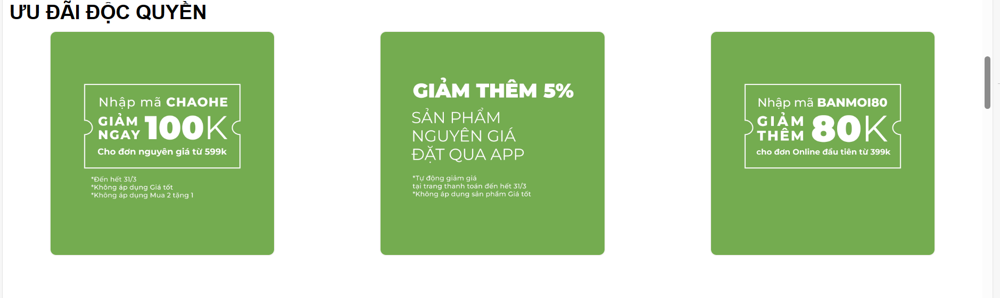 ƯU ĐÃI ĐỘC QUYỀN
Nhập mã CHAOHE
GIẢM
NGAY 100K
Cho đơn nguyên giá từ 599k
*Đến hết 31/3
*Không áp dụng Giá tốt
*Không áp dụng Mua 2 tặng 1
GIẢM THÊM 5%
SẢN PHẨM
NGUYÊN GIÁ
ĐẶT QUA APP
*Tự động giảm giá
tại trang thanh toán đến hết 31/3
*Không áp dụng sản phẩm Giá tốt
Nhập mã BANMOI80
GIẢM
THÊM 80K
cho đơn Online đầu tiên từ 399k